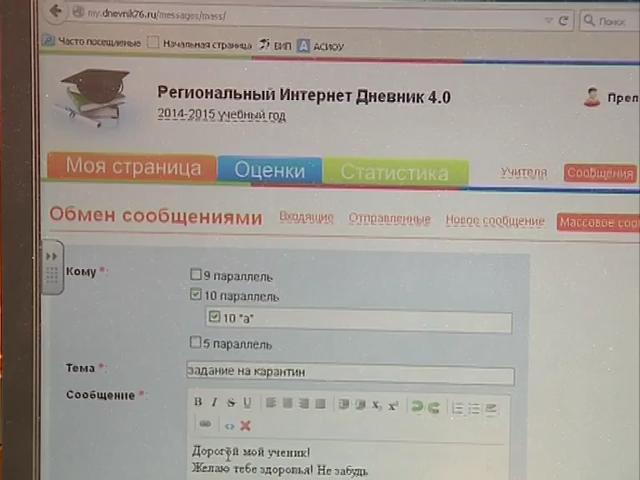 my.dnevnik76.ru/messages/mass/
Поиск
Часто посещаемые Начальная страница ВИП АСИОУ
Региональный Интернет Дневник 4.0
2014-2015 учебный год
Преп
Моя страница Оценки Статистика Учителя Сообщения
Обмен сообщениями Входящие Отправленные Новое сообщение Массовое соо
Кому *:
9 параллель
10 параллель
10 "а"
5 параллель
Тема *: задание на карантин
Сообщение *:
B I S U
Дорогой мой ученик!
Желаю тебе здоровья! Не забудь